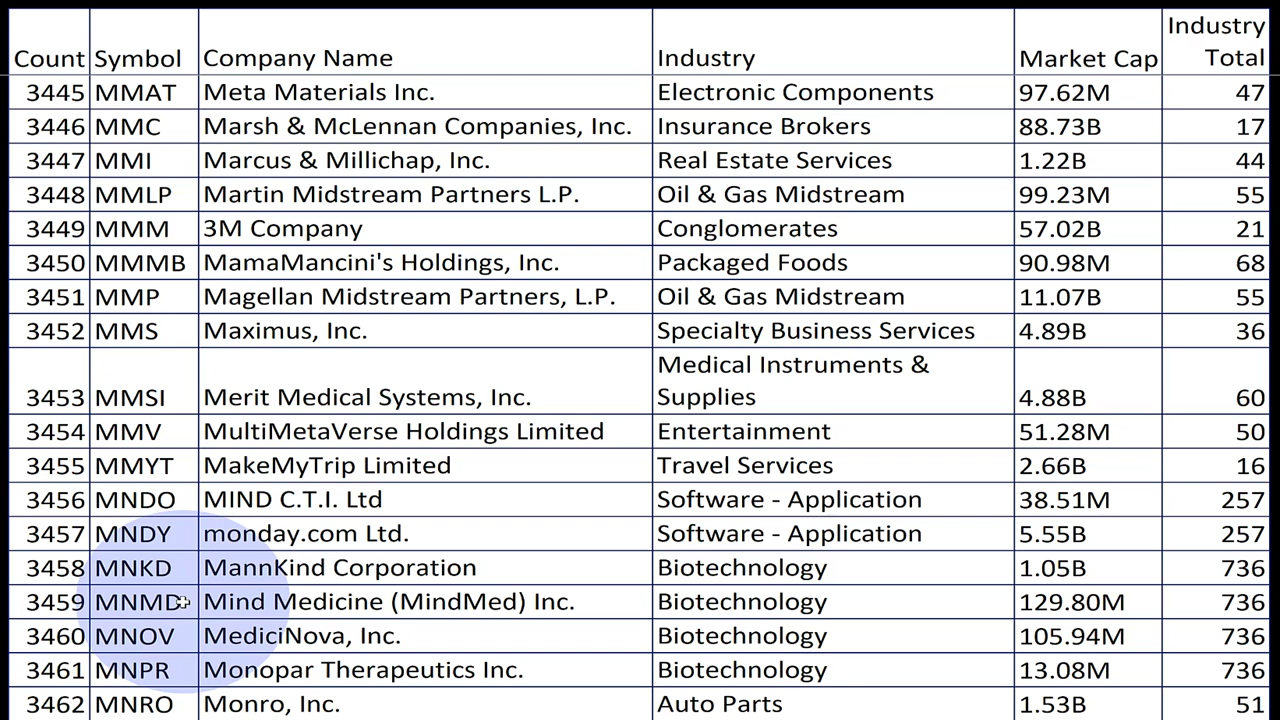 Count Symbol Company Name Industry Market Cap Industry Total
3445 MMAT Meta Materials Inc. Electronic Components 97.62M 47
3446 MMC Marsh & McLennan Companies, Inc. Insurance Brokers 88.73B 17
3447 MMI Marcus & Millichap, Inc. Real Estate Services 1.22B 44
3448 MMLP Martin Midstream Partners L.P. Oil & Gas Midstream 99.23M 55
3449 MMM 3M Company Conglomerates 57.02B 21
3450 MMMB MamaMancini's Holdings, Inc. Packaged Foods 90.98M 68
3451 MMP Magellan Midstream Partners, L.P. Oil & Gas Midstream 11.07B 55
3452 MMS Maximus, Inc. Specialty Business Services 4.89B 36
3453 MMSI Merit Medical Systems, Inc. Medical Instruments & Supplies 4.88B 60
3454 MMV MultiMetaVerse Holdings Limited Entertainment 51.28M 50
3455 MMYT MakeMyTrip Limited Travel Services 2.66B 16
3456 MNDO MIND C.T.I. Ltd Software - Application 38.51M 257
3457 MNDY monday.com Ltd. Software - Application 5.55B 257
3458 MNKD MannKind Corporation Biotechnology 1.05B 736
3459 MNMD Mind Medicine (MindMed) Inc. Biotechnology 129.80M 736
3460 MNOV MediciNova, Inc. Biotechnology 105.94M 736
3461 MNPR Monopar Therapeutics Inc. Biotechnology 13.08M 736
3462 MNRO Monro, Inc. Auto Parts 1.53B 51